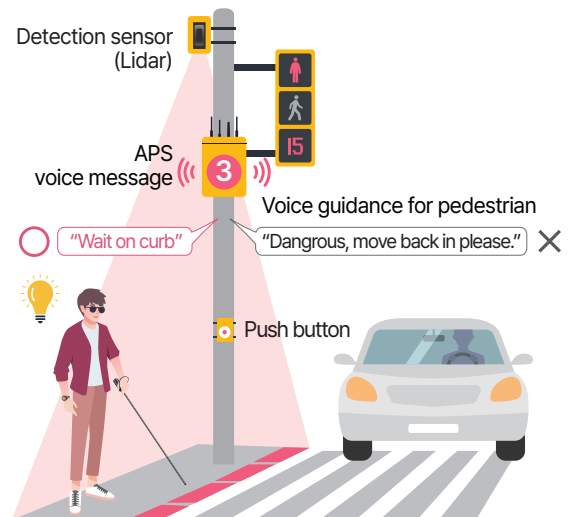 Detection sensor
(Lidar)
15
APS
voice message
3
Voice guidance for pedestrian
“Wait on curb”
“Dangrous, move back in please.”
Push button